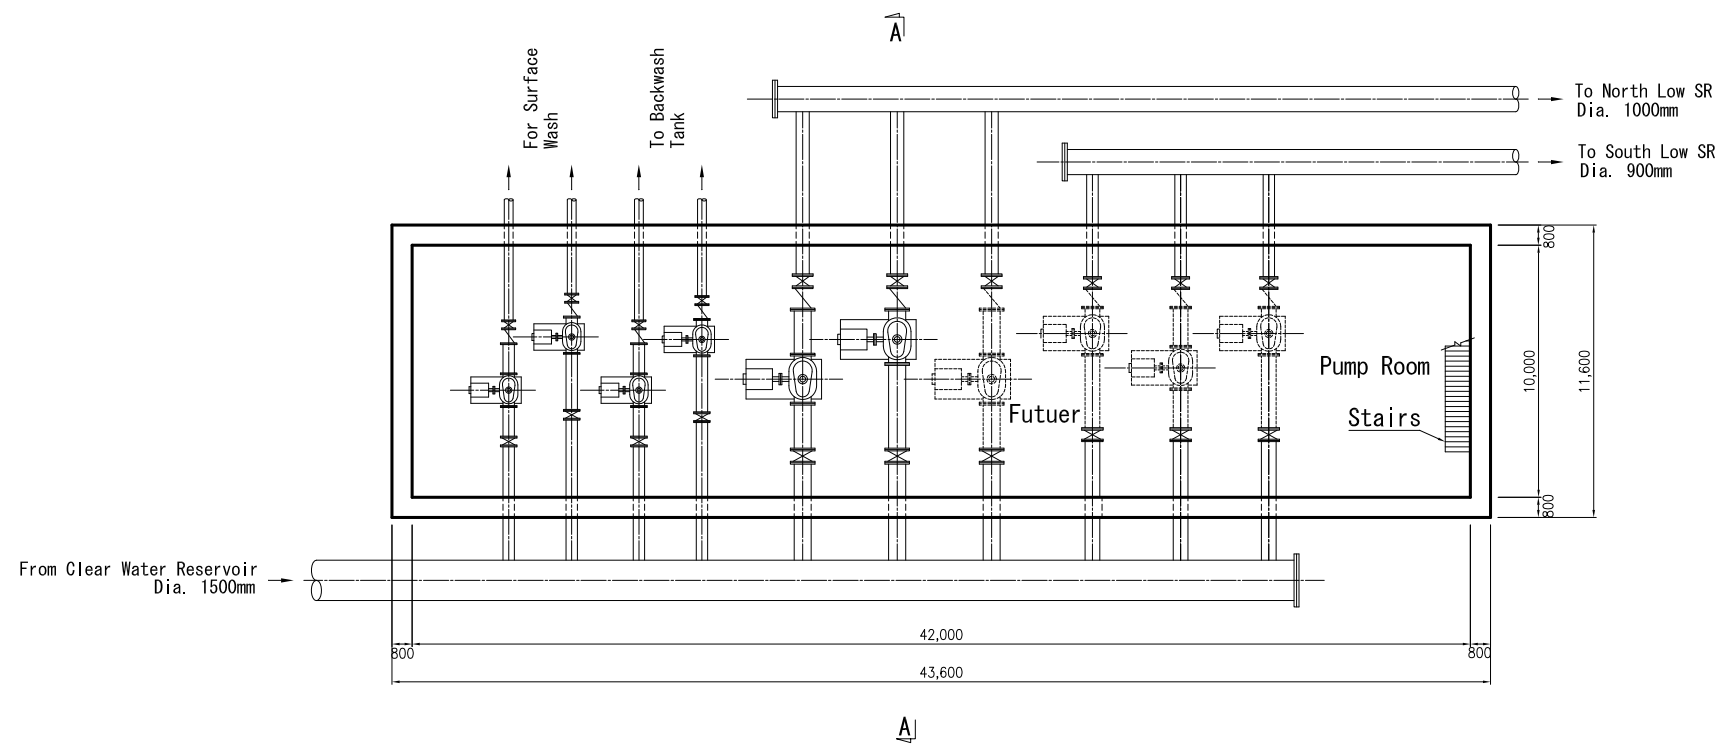 A
For Surface
Wash
To Backwash
Tank
To North Low SR
Dia. 1000mm
To South Low SR
Dia. 900mm
800
10,000
11,600
800
Pump Room
Stairs
Futuer
From Clear Water Reservoir
Dia. 1500mm
800
42,000
800
43,600
A